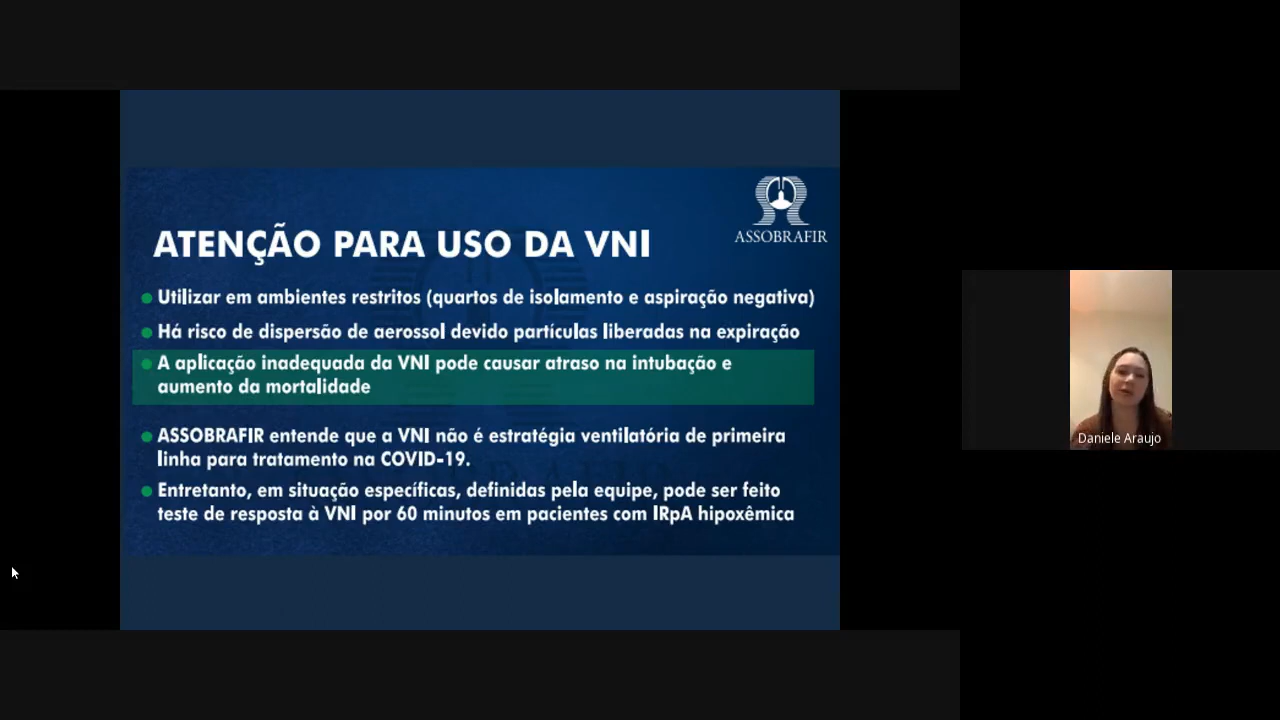 ASSOBRAFIR
ATENÇÃO PARA USO DA VNI
Utilizar em ambientes restritos (quartos de isolamento e aspiração negativa)
Há risco de dispersão de aerossol devido partículas liberadas na expiração
A aplicação inadequada da VNI pode causar atraso na intubação e
aumento da mortalidade
ASSOBRAFIR entende que a VNI não é estratégia ventilatória de primeira
linha para tratamento na COVID-19.
Entretanto, em situação específicas, definidas pela equipe, pode ser feito
teste de resposta à VNI por 60 minutos em pacientes com IRpA hipoxêmica
Daniele Araujo